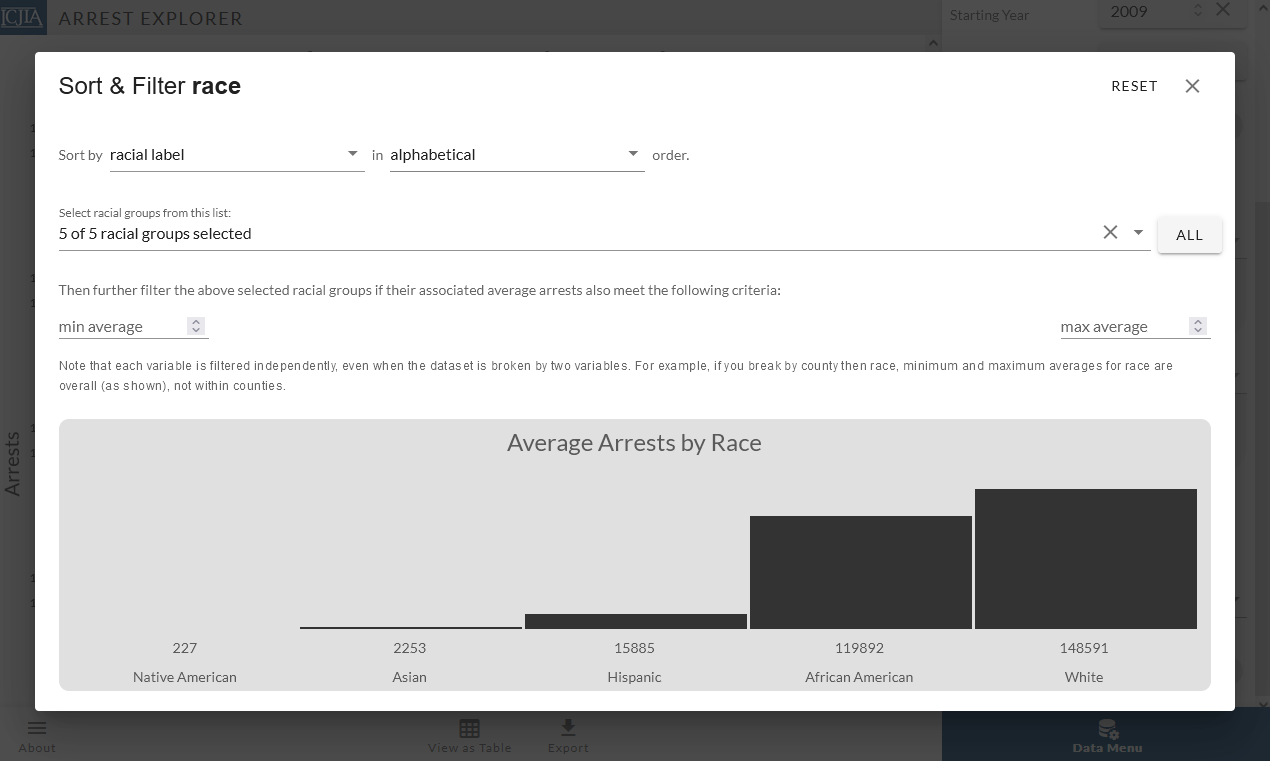 ICJIA
ARREST EXPLORER
Starting Year
2009
Sort & Filter race
RESET
Sort by racial label in alphabetical order.
Select racial groups from this list:
5 of 5 racial groups selected
ALL
Then further filter the above selected racial groups if their associated average arrests also meet the following criteria:
min average
max average
Note that each variable is filtered independently, even when the dataset is broken by two variables. For example, if you break by county then race, minimum and maximum averages for race are
overall (as shown), not within counties.
Arrests
Average Arrests by Race
227
2253
15885
119892
148591
Native American
Asian
Hispanic
African American
White
About
View as Table
Export
Data Menu